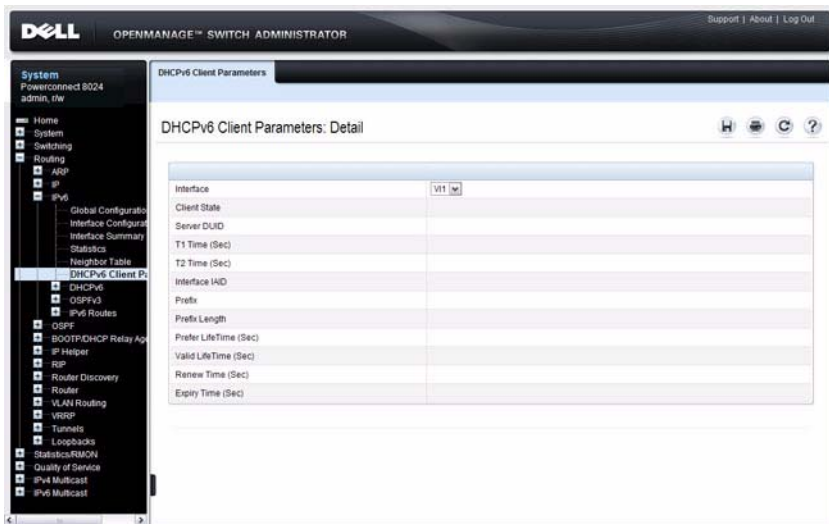 Support | About | Log Out
DELL OPENMANAGE™ SWITCH ADMINISTRATOR
System
Powerconnect 8024
admin, r/w
Home
System
Switching
Routing
ARP
IP
IPv6
Global Configuratio
Interface Configurat
Interface Summary
Statistics
Neighbor Table
DHCPv6 Client Pa
DHCPv6
OSPFv3
IPv6 Routes
OSPF
BOOTP/DHCP Relay Age
IP Helper
RIP
Router Discovery
Router
VLAN Routing
VRRP
Tunnels
Loopbacks
Statistics/RMON
Quality of Service
IPv4 Multicast
IPv6 Multicast
DHCPv6 Client Parameters
DHCPv6 Client Parameters: Detail
Interface Vl1
Client State
Server DUID
T1 Time (Sec)
T2 Time (Sec)
Interface IAID
Prefix
Prefix Length
Prefer LifeTime (Sec)
Valid LifeTime (Sec)
Renew Time (Sec)
Expiry Time (Sec)